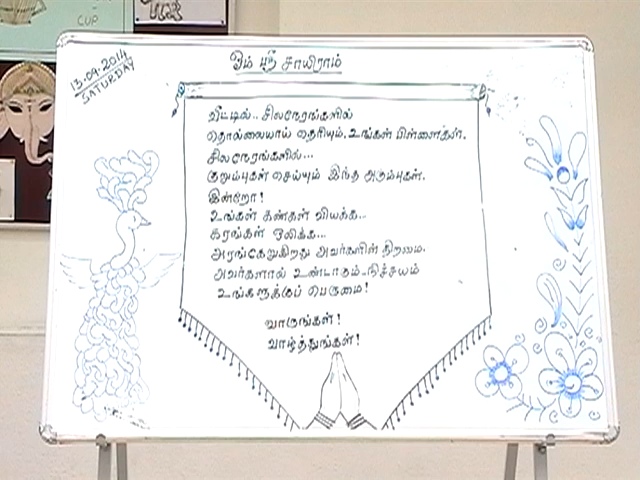 CUP
13-09-2014
SATURDAY
ஓம் ஸ்ரீ சாயிராம்
வீட்டில்.. சிலநேரங்களில்
தொல்லையாய் தெரியும். உங்கள் பிள்ளைகள்.
சிலநேரங்களில்...
குறும்புகள் செய்யும் இந்த அரும்புகள்.
இன்றோ!
உங்கள் கண்கள் வியக்க..
கரங்கள் ஒலிக்க...
அரங்கேறுகிறது அவர்களின் திறமை.
அவர்களால் உண்டாகும்-நிச்சயம்
உங்களுக்குப் பெருமை!
வாருங்கள்!
வாழ்த்துங்கள்!